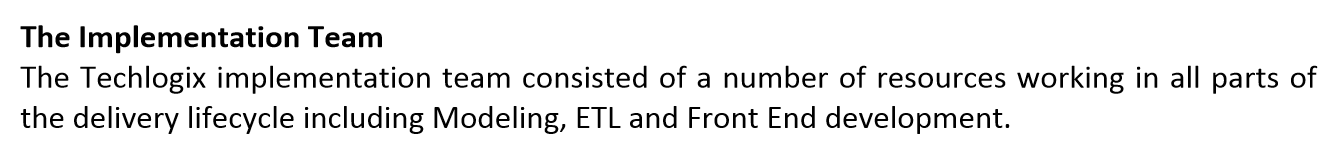 The Implementation Team
The Techlogix implementation team consisted of a number of resources working in all parts of
the delivery lifecycle including Modeling, ETL and Front End development.